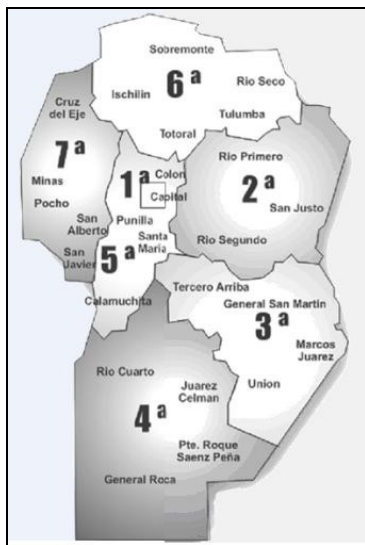 Sobremonte
Ischilin
6ª
Rio Seco
Cruz
del Eje
Tulumba
Totoral
7ª
Rio Primero
1ª
Colon
2ª
Minas
Capital
Pocho
San Justo
San
Alberto
Punilla
Santa
Maria
Rio Segundo
San
Javier
5ª
Tercero Arriba
Calamuchita
General San Martin
3ª
Marcos
Juarez
Rio Cuarto
Juarez
Celman
Union
4ª
Pte. Roque
Saenz Peña
General Roca